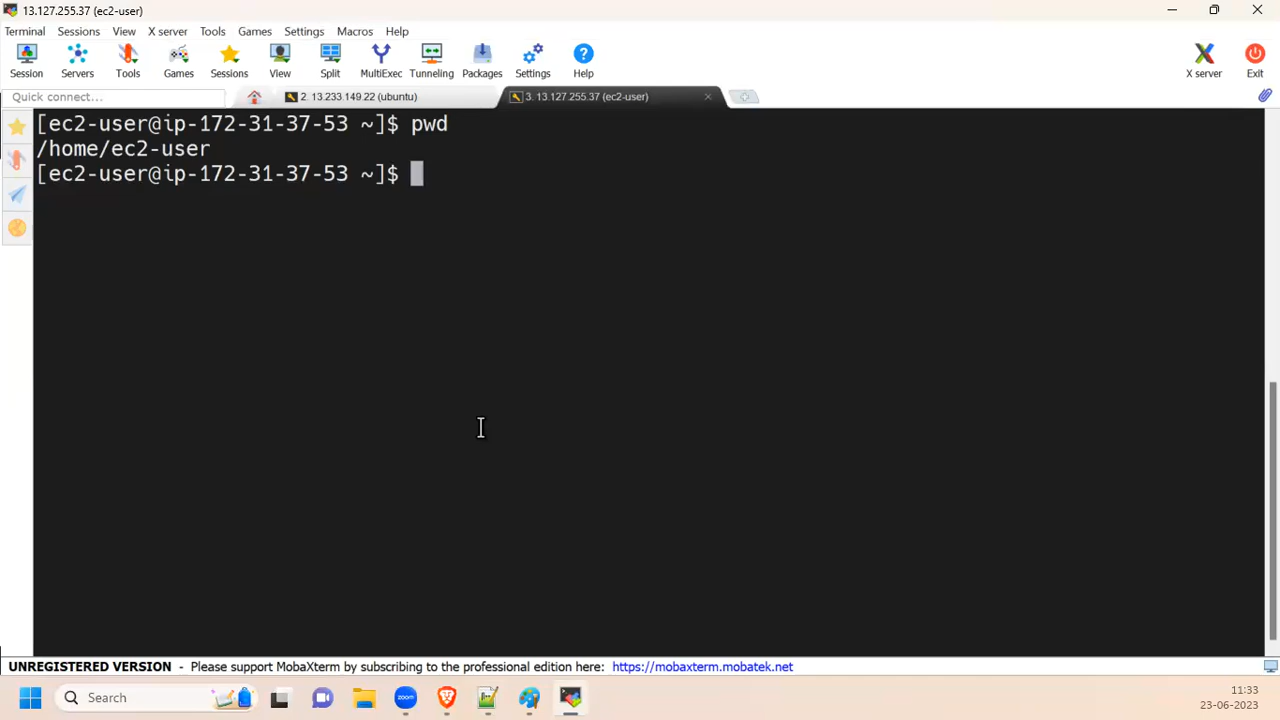 13.127.255.37 (ec2-user)
Terminal Sessions View X server Tools Games Settings Macros Help
Session Servers Tools Games Sessions View Split MultiExec Tunneling Packages Settings Help X server Exit
Quick connect... 2. 13.233.149.22 (ubuntu) 3. 13.127.255.37 (ec2-user)
[ec2-user@ip-172-31-37-53 ~]$ pwd
/home/ec2-user
[ec2-user@ip-172-31-37-53 ~]$
UNREGISTERED VERSION - Please support MobaXterm by subscribing to the professional edition here: https://mobaxterm.mobatek.net
Search zoom 11:33
23-06-2023